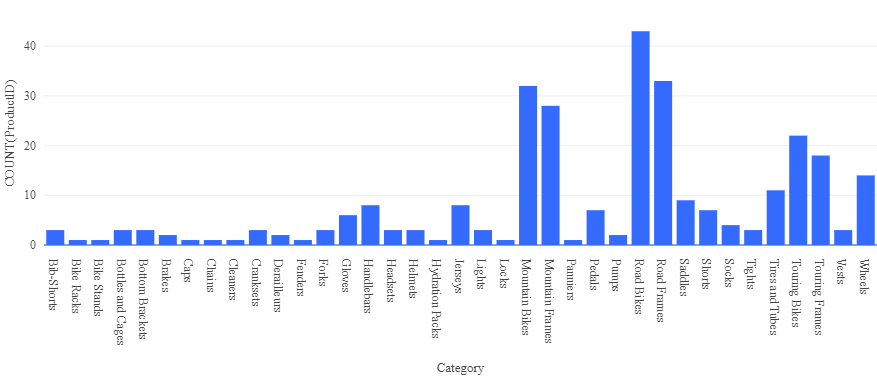 COUNT(ProductID)
40
30
20
10
0
Bib-Shorts
Bike Racks
Bike Stands
Bottles and Cages
Bottom Brackets
Brakes
Caps
Chains
Cleaners
Cranksets
Derailleurs
Fenders
Forks
Gloves
Handlebars
Headsets
Helmets
Hydration Packs
Jerseys
Lights
Locks
Mountain Bikes
Mountain Frames
Panniers
Pedals
Pumps
Road Bikes
Road Frames
Saddles
Shorts
Socks
Tights
Tires and Tubes
Touring Bikes
Touring Frames
Vests
Wheels
Category